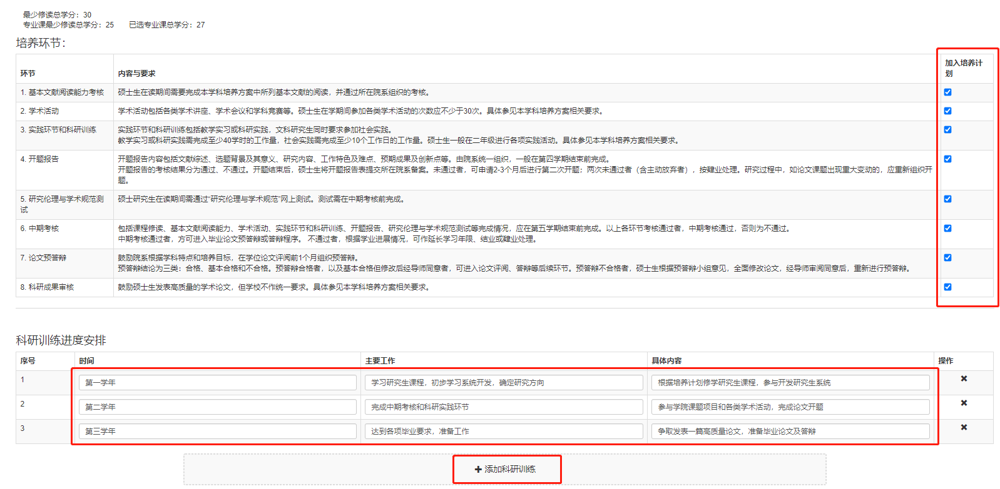 最少修读总学分：30
专业课最少修读总学分：25 已选专业课总学分：27
培养环节：
环节 内容与要求 加入培养计
划
1. 基本文献阅读能力考核 硕士生在读期间需要完成本学科培养方案中所列基本文献的阅读，并通过所在院系组织的考核。
2. 学术活动 学术活动包括各类学术讲座、学术会议和学科竞赛等。硕士生在学期间参加各类学术活动的次数应不少于30次。具体参见本学科培养方案相关要求。
3. 实践环节和科研训练 实践环节和科研训练包括教学实习或科研实践，文科研究生同时要求参加社会实践。
教学实习或科研实践需完成至少40学时的工作量，社会实践需完成至少10个工作日的工作量。硕士生一般在二年级进行各项实践活动。具体参见本学科培养方案相关要求。
4. 开题报告 开题报告内容包括文献综述、选题背景及其意义、研究内容、工作特色及难点、预期成果及创新点等。由院系统一组织，一般在第四学期结束前完成。
开题报告的考核结果分为通过、不通过。开题结束后，硕士生将开题报告表提交所在院系备案。未通过者，可申请2-3个月后进行第二次开题；两次未通过者（含主动放弃者），按肄业处理。研究过程中，如论文课题出现重大变动的，应重新组织开
题。
5. 研究伦理与学术规范测 硕士研究生在读期间需通过“研究伦理与学术规范”网上测试。测试需在中期考核前完成。
试
6. 中期考核 包括课程修读、基本文献阅读能力、学术活动、实践环节和科研训练、开题报告、研究伦理与学术规范测试等完成情况，应在第五学期结束前完成。以上各环节考核通过者，中期考核通过，否则为不通过。
中期考核通过者，方可进入毕业论文预答辩或答辩程序。 不通过者，根据学业进展情况，可作延长学习年限、结业或肄业处理。
7. 论文预答辩 鼓励院系根据学科特点和培养目标，在学位论文评阅前1个月组织预答辩。
预答辩结论为三类：合格、基本合格和不合格。预答辩合格者，以及基本合格但修改后经导师同意者，可进入论文评阅、答辩等后续环节。预答辩不合格者，硕士生根据预答辩小组意见，全面修改论文，经导师审阅同意后，重新进行预答辩。
8. 科研成果审核 鼓励硕士生发表高质量的学术论文，但学校不作统一要求。具体参见本学科培养方案相关要求。
科研训练进度安排
序号 时间 主要工作 具体内容 操作
1 第一学年 学习研究生课程，初步学习系统开发，确定研究方向 根据培养计划修学研究生课程，参与开发研究生系统
2 第二学年 完成中期考核和科研实践环节 参与学院课题项目和各类学术活动，完成论文开题
3 第三学年 达到各项毕业要求，准备工作 争取发表一篇高质量论文，准备毕业论文及答辩
添加科研训练